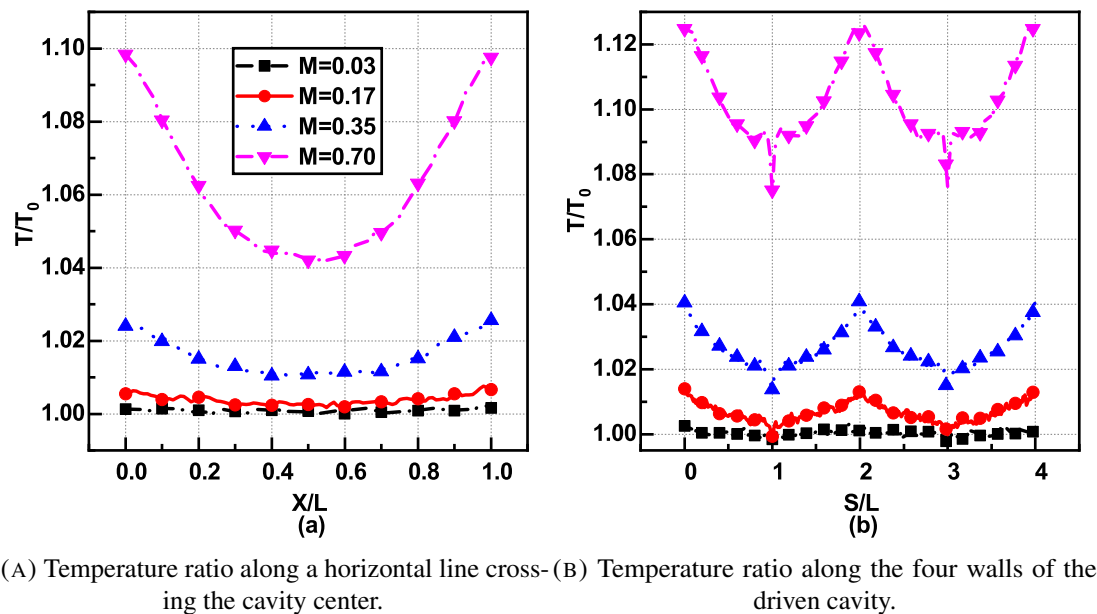 1.10
1.08
1.06
1.04
1.02
1.00
T/T0
M=0.03
M=0.17
M=0.35
M=0.70
0.0 0.2 0.4 0.6 0.8 1.0
X/L
(a)
1.12
1.10
1.08
1.06
1.04
1.02
1.00
T/T0
0 1 2 3 4
S/L
(b)
(A) Temperature ratio along a horizontal line cross-
ing the cavity center.
(B) Temperature ratio along the four walls of the
driven cavity.